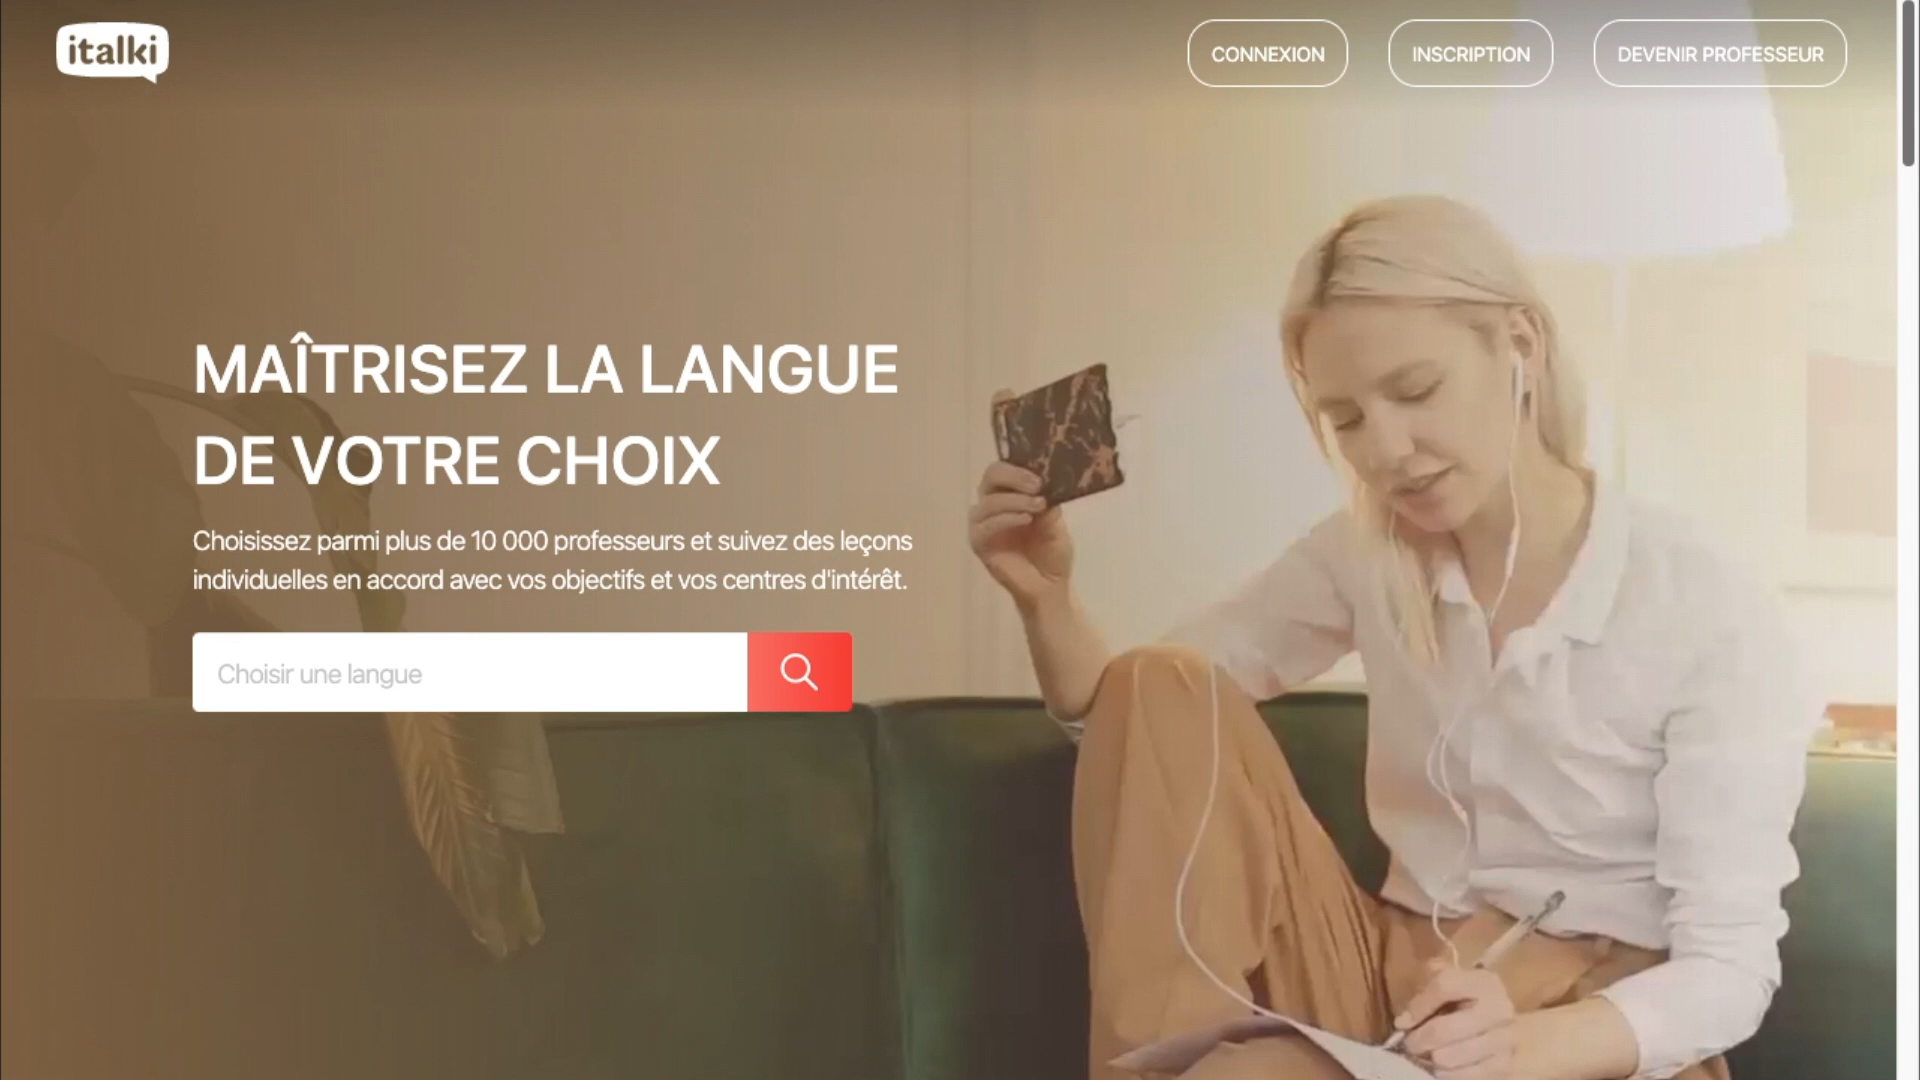 italki
CONNEXION
INSCRIPTION
DEVENIR PROFESSEUR
MAÎTRISEZ LA LANGUE
DE VOTRE CHOIX
Choisissez parmi plus de 10 000 professeurs et suivez des leçons
individuelles en accord avec vos objectifs et vos centres d'intérêt.
Choisir une langue